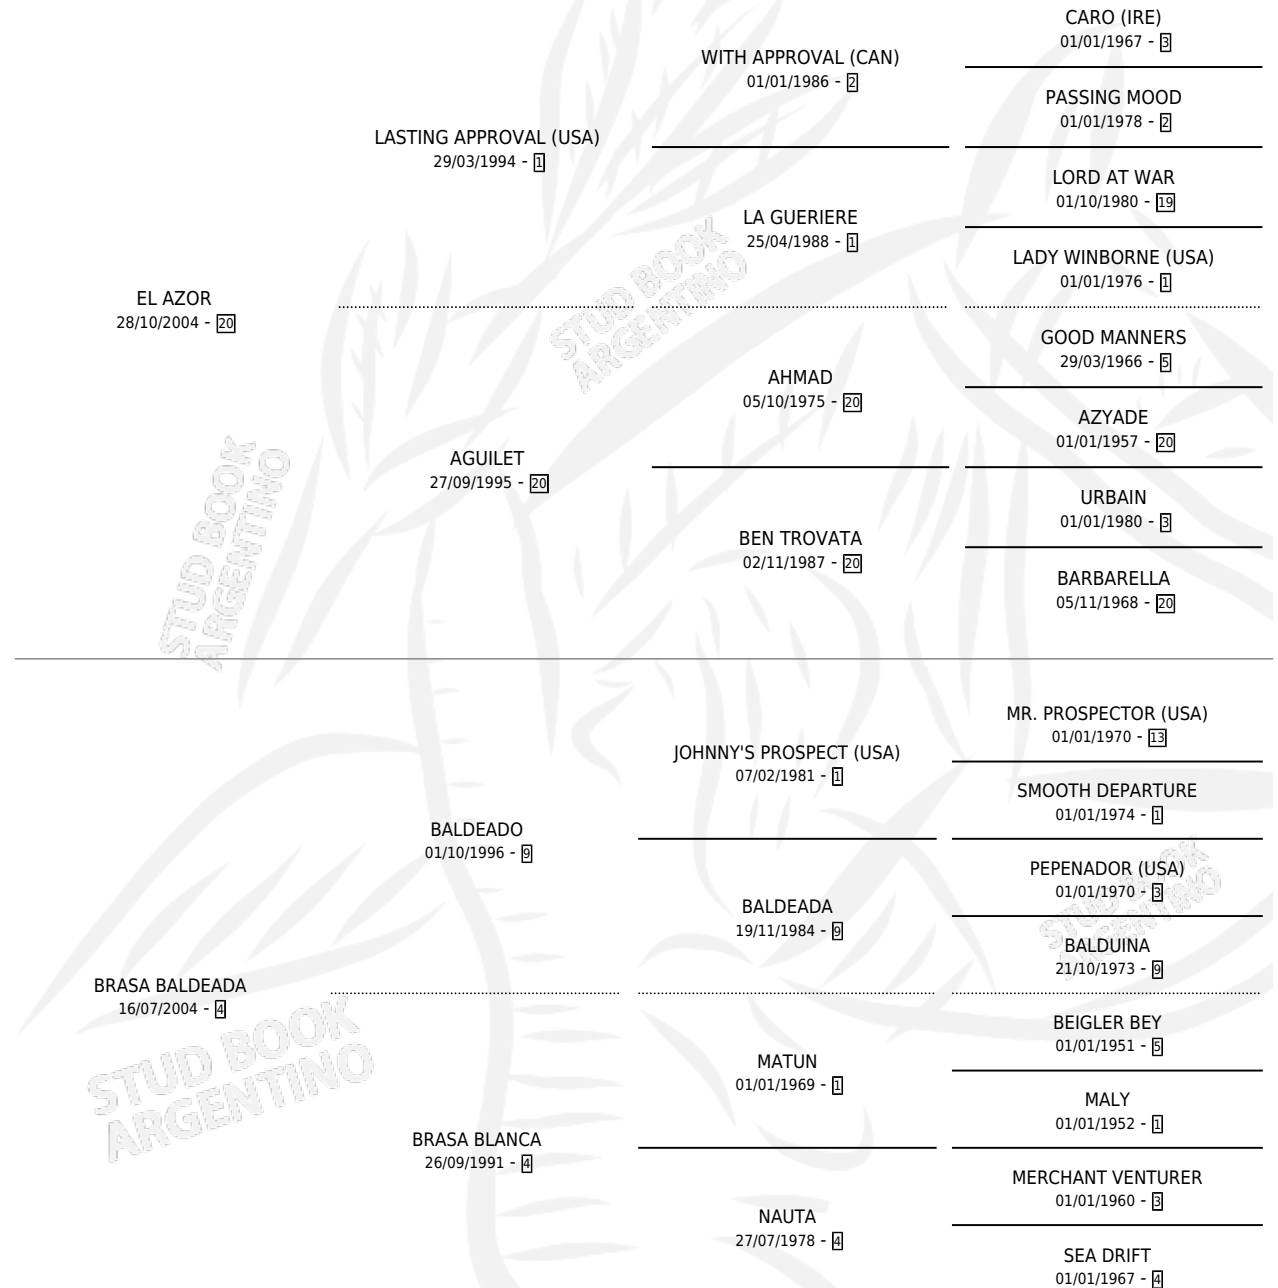 CARO (IRE)
01/01/1967 - 3
WITH APPROVAL (CAN)
01/01/1986 - 2
PASSING MOOD
01/01/1978 - 2
LASTING APPROVAL (USA)
29/03/1994 - 1
LORD AT WAR
01/10/1980 - 19
LA GUERIERE
25/04/1988 - 1
LADY WINBORNE (USA)
01/01/1976 - 1
EL AZOR
28/10/2004 - 20
STUD BOOK
ARGENTINO
GOOD MANNERS
29/03/1966 - 5
AHMAD
05/10/1975 - 20
AZYADE
01/01/1957 - 20
AGUILET
27/09/1995 - 20
URBAIN
01/01/1980 - 3
BEN TROVATA
02/11/1987 - 20
BARBARELLA
05/11/1968 - 20
STUD BOOK
ARGENTINO
MR. PROSPECTOR (USA)
01/01/1970 - 13
JOHNNY'S PROSPECT (USA)
07/02/1981 - 1
SMOOTH DEPARTURE
01/01/1974 - 1
BALDEADO
01/10/1996 - 9
PEPENADOR (USA)
01/01/1970 - 3
BALDEADA
19/11/1984 - 9
STUD BOOK
ARGENTINO
BALDUINA
21/10/1973 - 9
BRASA BALDEADA
16/07/2004 - 4
STUD BOOK
ARGENTINO
BEIGLER BEY
01/01/1951 - 5
MATUN
01/01/1969 - 1
MALY
01/01/1952 - 1
BRASA BLANCA
26/09/1991 - 4
MERCHANT VENTURER
01/01/1960 - 3
NAUTA
27/07/1978 - 4
SEA DRIFT
01/01/1967 - 4